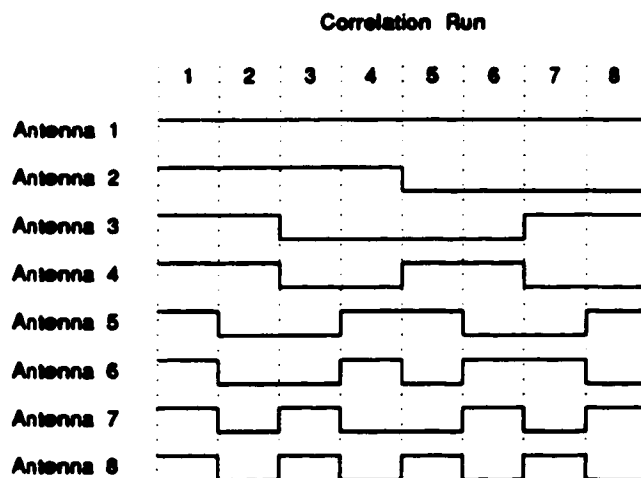 Correlation Run
1 2 3 4 5 6 7 8
Antenna 1
Antenna 2
Antenna 3
Antenna 4
Antenna 5
Antenna 6
Antenna 7
Antenna 8